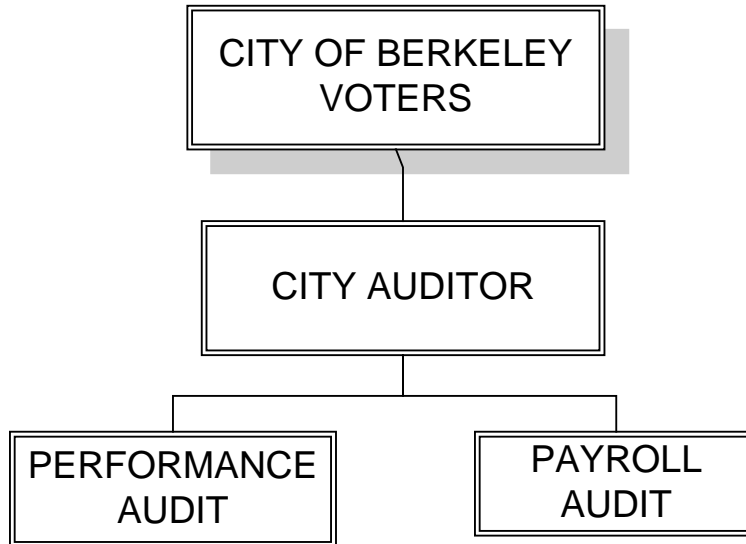 CITY OF BERKELEY
VOTERS
CITY AUDITOR
PERFORMANCE
AUDIT
PAYROLL
AUDIT